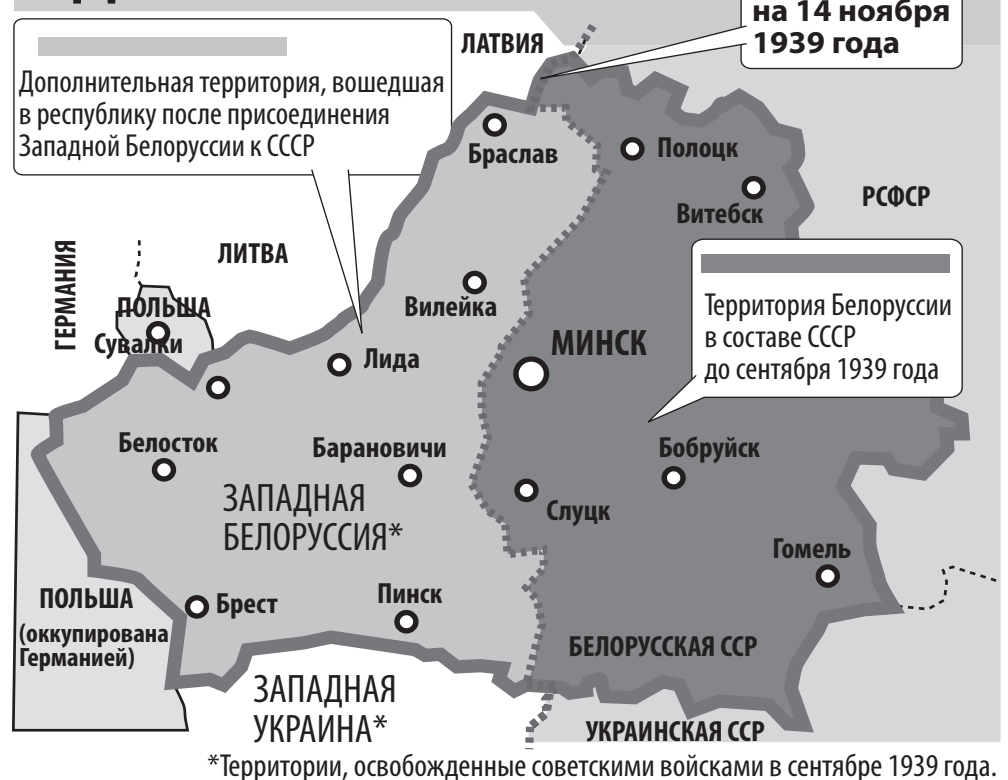 на 14 ноября
1939 года
ЛАТВИЯ
Дополнительная территория, вошедшая
в республику после присоединения
Западной Белоруссии к СССР
Браслав
Полоцк
Витебск
РСФСР
ГЕРМАНИЯ
ЛИТВА
ПОЛЬША
Сувалки
Вилейка
Территория Белоруссии
в составе СССР
до сентября 1939 года
МИНСК
Лида
Белосток
Барановичи
Бобруйск
ЗАПАДНАЯ
БЕЛОРУССИЯ*
Слуцк
Гомель
ПОЛЬША
(оккупирована
Германией)
Брест
Пинск
БЕЛОРУССКАЯ ССР
ЗАПАДНАЯ
УКРАИНА*
УКРАИНСКАЯ ССР
*Территории, освобожденные советскими войсками в сентябре 1939 года.